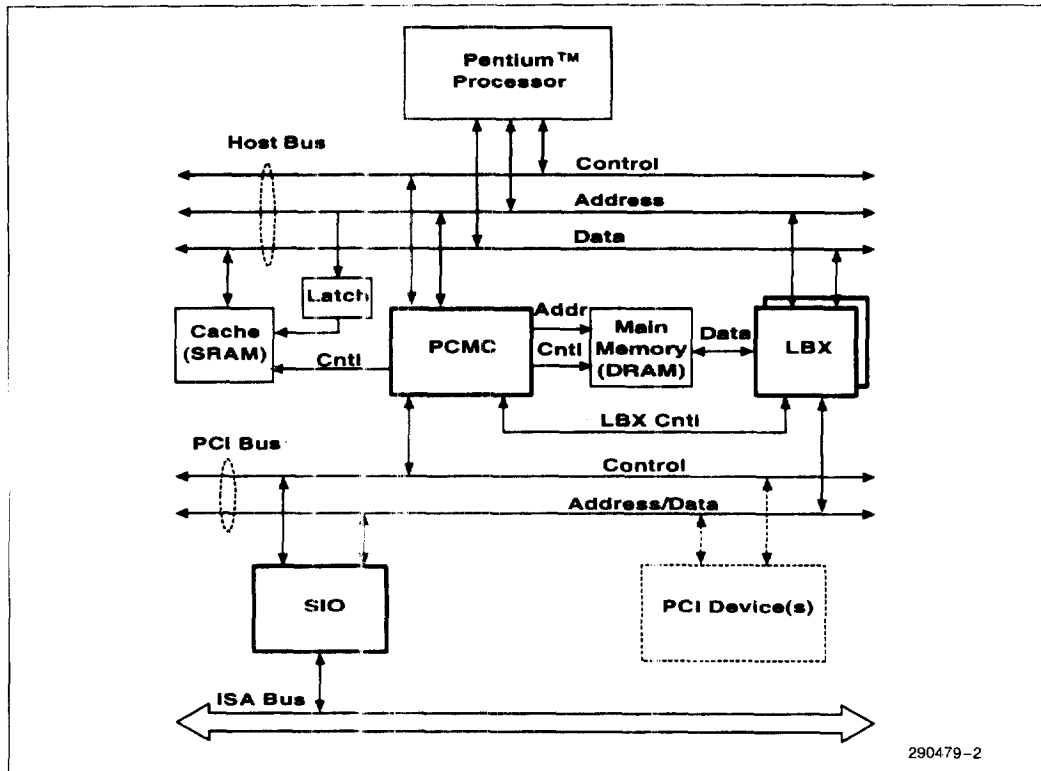 Pentium™
Processor
Host Bus
Control
Address
Data
Latch
Cache
(SRAM)
Cntl
PCMC
Addr
Cntl
Main
Memory
(DRAM)
Data
LBX
LBX Cntl
PCI Bus
Control
Address/Data
SIO
PCI Device(s)
ISA Bus
290479-2